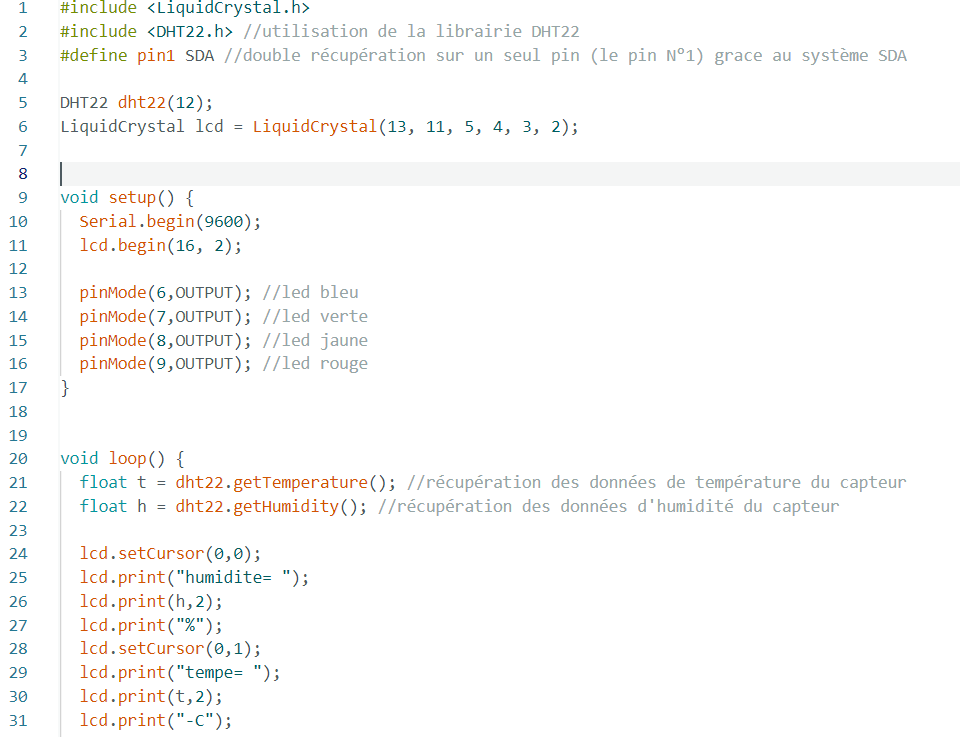 1 #include <LiquidCrystal.h>
2 #include <DHT22.h> //utilisation de la librairie DHT22
3 #define pin1 SDA //double récupération sur un seul pin (le pin N°1) grace au système SDA
4
5 DHT22 dht22(12);
6 LiquidCrystal lcd = LiquidCrystal(13, 11, 5, 4, 3, 2);
7
8
9 void setup() {
10   Serial.begin(9600);
11   lcd.begin(16, 2);
12
13   pinMode(6,OUTPUT); //led bleu
14   pinMode(7,OUTPUT); //led verte
15   pinMode(8,OUTPUT); //led jaune
16   pinMode(9,OUTPUT); //led rouge
17 }
18
19
20 void loop() {
21   float t = dht22.getTemperature(); //récupération des données de température du capteur
22   float h = dht22.getHumidity(); //récupération des données d'humidité du capteur
23
24   lcd.setCursor(0,0);
25   lcd.print("humidite= ");
26   lcd.print(h,2);
27   lcd.print("%");
28   lcd.setCursor(0,1);
29   lcd.print("tempe= ");
30   lcd.print(t,2);
31   lcd.print("-C");